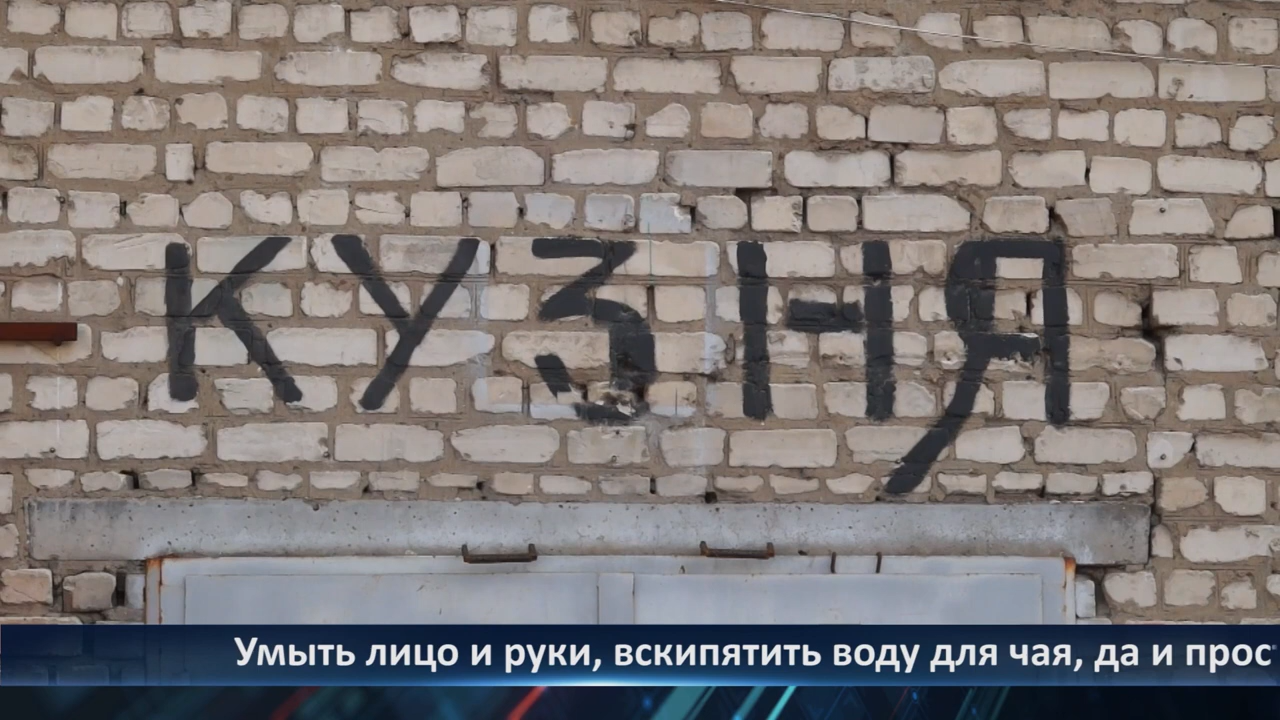 КУЗНЯ
Умыть лицо и руки, вскипятить воду для чая, да и прос